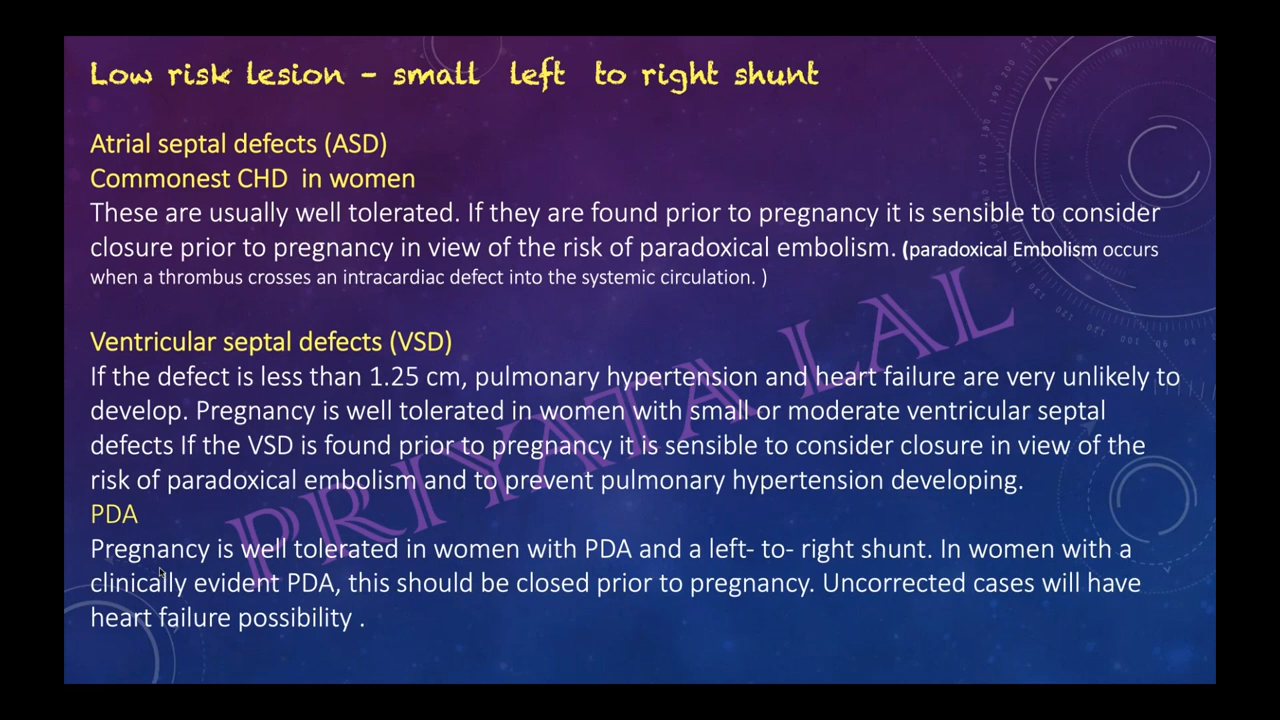 Low risk lesion - small left to right shunt
Atrial septal defects (ASD)
Commonest CHD in women
These are usually well tolerated. If they are found prior to pregnancy it is sensible to consider
closure prior to pregnancy in view of the risk of paradoxical embolism. (paradoxical Embolism occurs
when a thrombus crosses an intracardiac defect into the systemic circulation. )
Ventricular septal defects (VSD)
If the defect is less than 1.25 cm, pulmonary hypertension and heart failure are very unlikely to
develop. Pregnancy is well tolerated in women with small or moderate ventricular septal
defects If the VSD is found prior to pregnancy it is sensible to consider closure in view of the
risk of paradoxical embolism and to prevent pulmonary hypertension developing.
PDA
Pregnancy is well tolerated in women with PDA and a left- to- right shunt. In women with a
clinically evident PDA, this should be closed prior to pregnancy. Uncorrected cases will have
heart failure possibility .
PRIYATA LAL